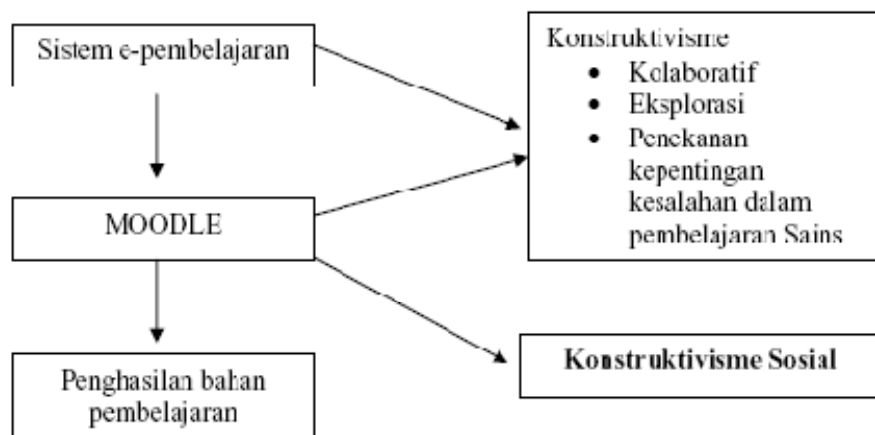 Sistem e-pembelajaran
MOODLE
Penghasilan bahan
pembelajaran
Konstruktivisme
• Kolaboratif
• Eksplorasi
• Penekanan
kepentingan
kesalahan dalam
pembelajaran Sains
Konstruktivisme Sosial